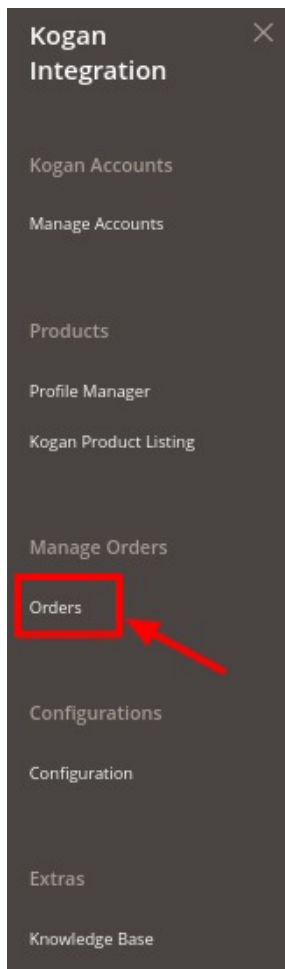 Kogan
Integration
Kogan Accounts
Manage Accounts
Products
Profile Manager
Kogan Product Listing
Manage Orders
Orders
Configurations
Configuration
Extras
Knowledge Base